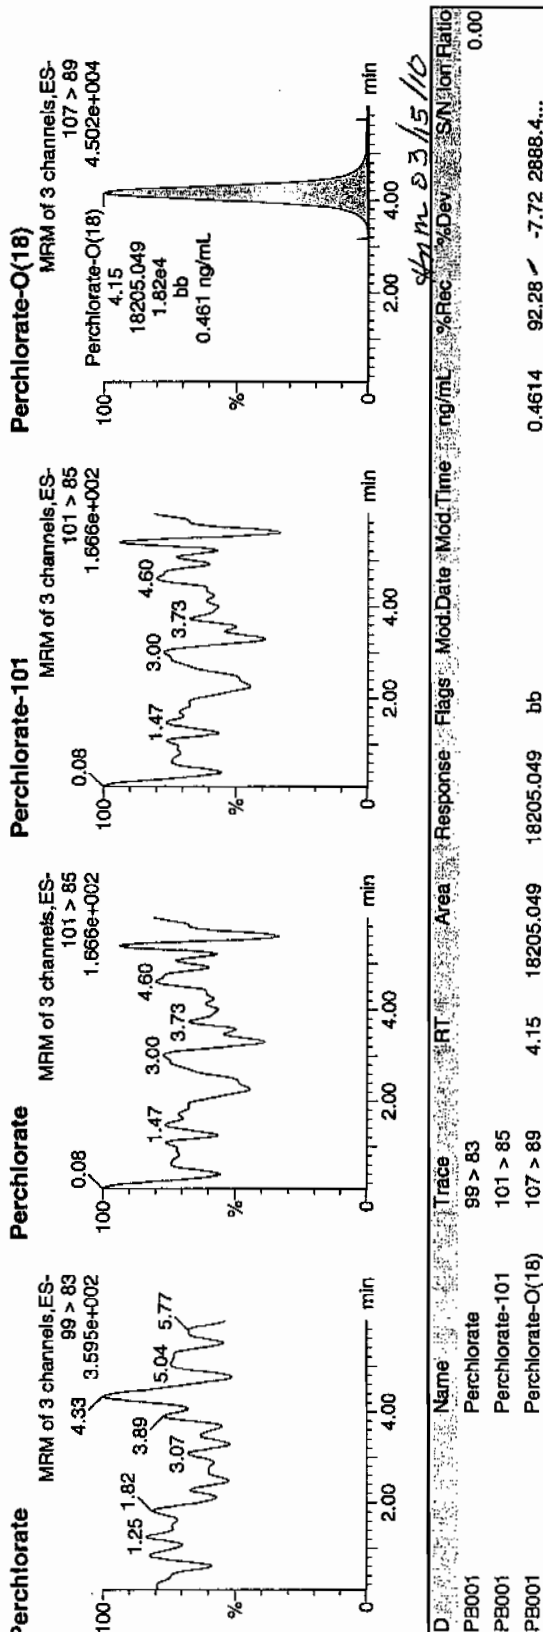 Perchlorate
MRM of 3 channels,ES-
99 > 83
3.595e+002
100
%
0
1.25
1.82
3.07
3.89
4.33
5.04
5.77
2.00
4.00
min
Perchlorate
MRM of 3 channels,ES-
101 > 85
1.666e+002
100
%
0
0.08
1.47
3.00
3.73
4.60
2.00
4.00
min
Perchlorate-101
MRM of 3 channels,ES-
101 > 85
1.666e+002
100
%
0
0.08
1.47
3.00
3.73
4.60
2.00
4.00
min
Perchlorate-O(18)
MRM of 3 channels,ES-
107 > 89
4.502e+004
Perchlorate-O(18)
4.15
18205.049
1.82e4
bb
0.461 ng/mL
100
%
0
2.00
4.00
min
03/15/10
D Name Trace RT Area Response Flags Mod.Date Mod.Time ng/mL %Rec %Dev S/N Ion Ratio
PB001 Perchlorate 99 > 83 0.00
PB001 Perchlorate-101 101 > 85
PB001 Perchlorate-O(18) 107 > 89 4.15 18205.049 18205.049 bb 0.4614 92.28 -7.72 2888.4...